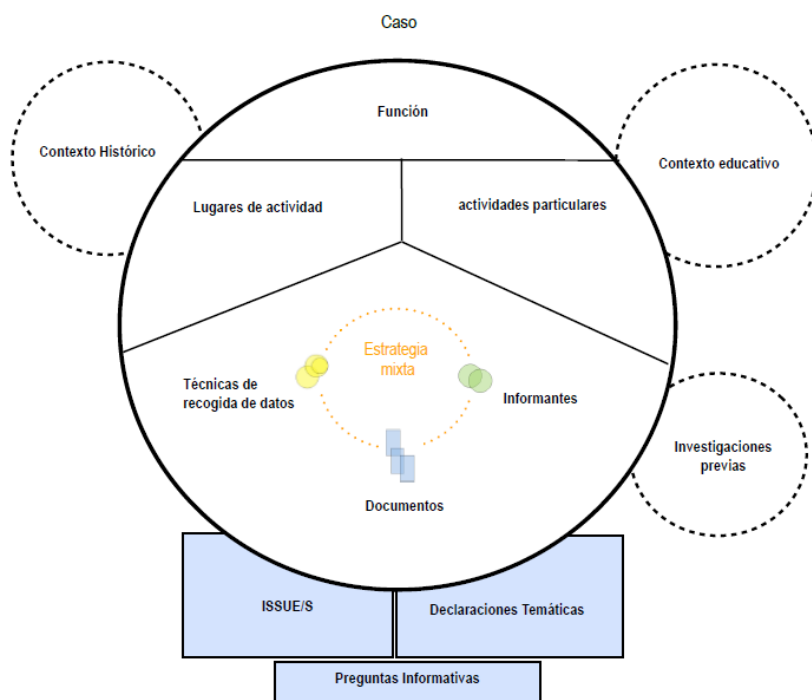 Caso
Función
Contexto Histórico
Contexto educativo
Lugares de actividad
actividades particulares
Estrategia
mixta
Técnicas de
recogida de datos
Informantes
Investigaciones
previas
Documentos
ISSUE/S
Declaraciones Temáticas
Preguntas Informativas